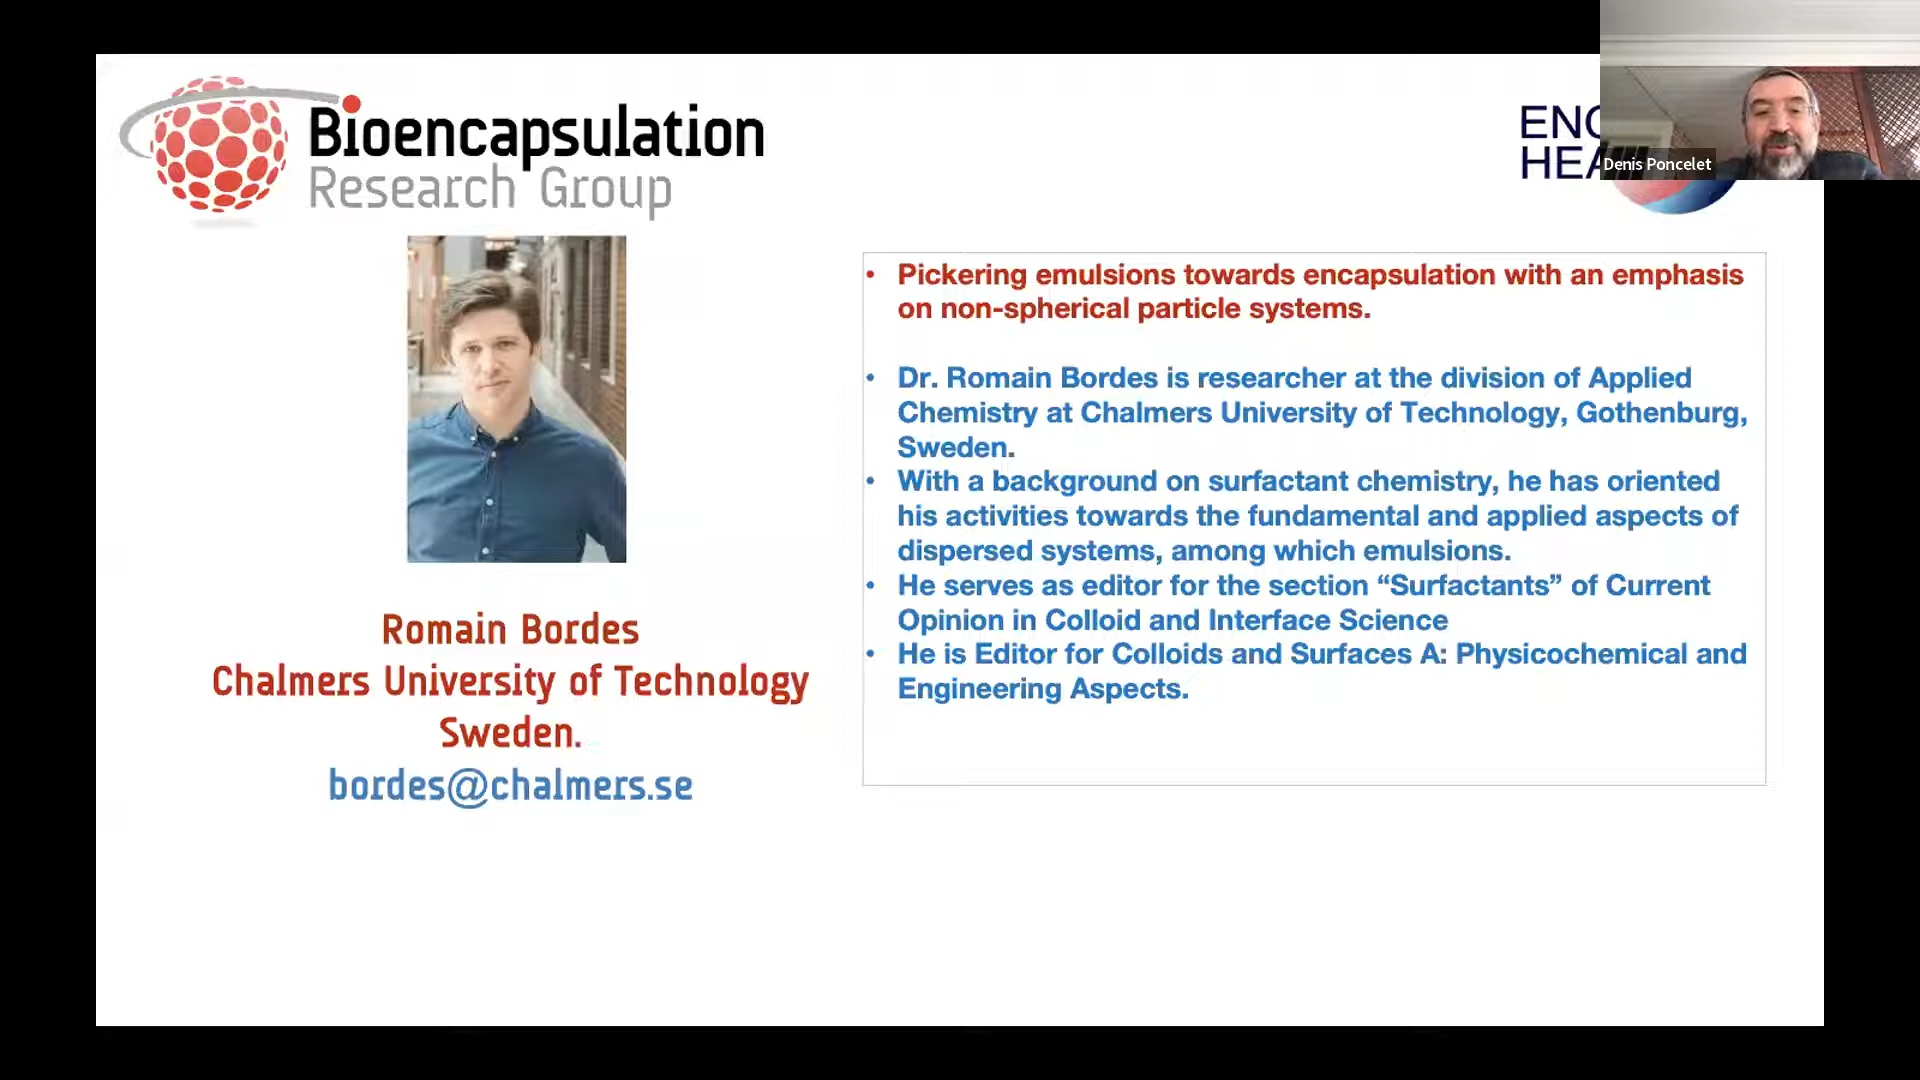 Bioencapsulation
Research Group
Denis Poncelet
• Pickering emulsions towards encapsulation with an emphasis
on non-spherical particle systems.
• Dr. Romain Bordes is researcher at the division of Applied
Chemistry at Chalmers University of Technology, Gothenburg,
Sweden.
• With a background on surfactant chemistry, he has oriented
his activities towards the fundamental and applied aspects of
dispersed systems, among which emulsions.
• He serves as editor for the section “Surfactants” of Current
Opinion in Colloid and Interface Science
• He is Editor for Colloids and Surfaces A: Physicochemical and
Engineering Aspects.
Romain Bordes
Chalmers University of Technology
Sweden.
bordes@chalmers.se